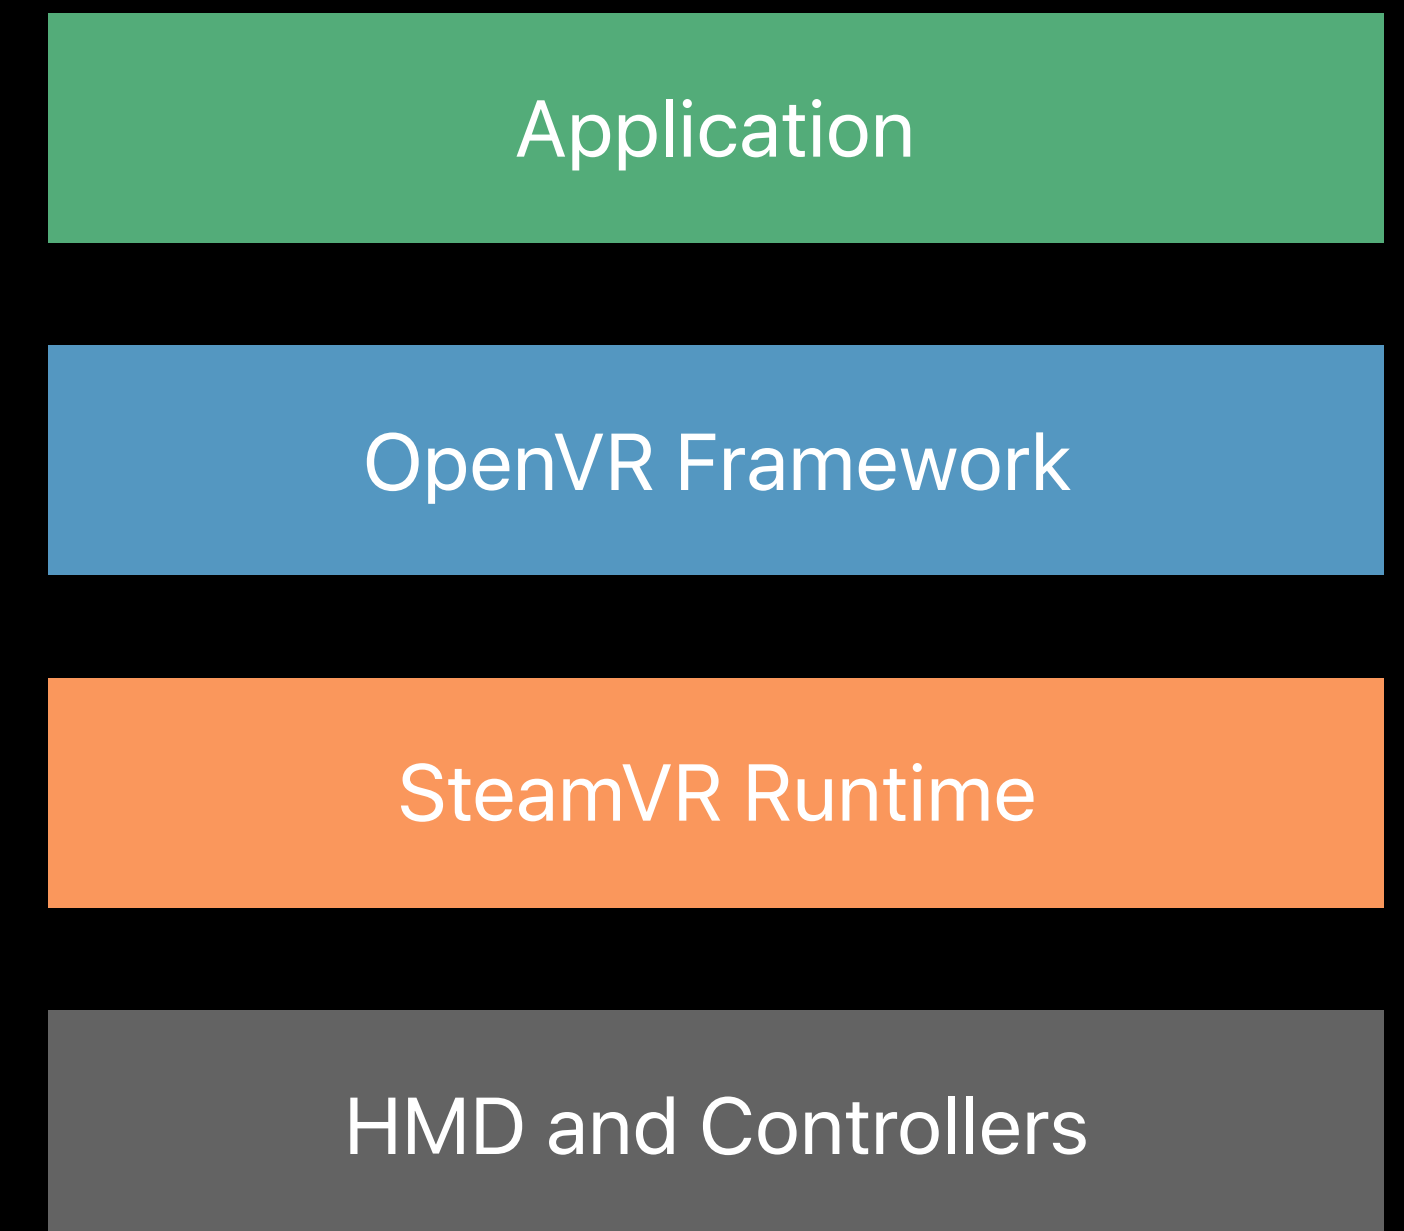 Application
OpenVR Framework
SteamVR Runtime
HMD and Controllers